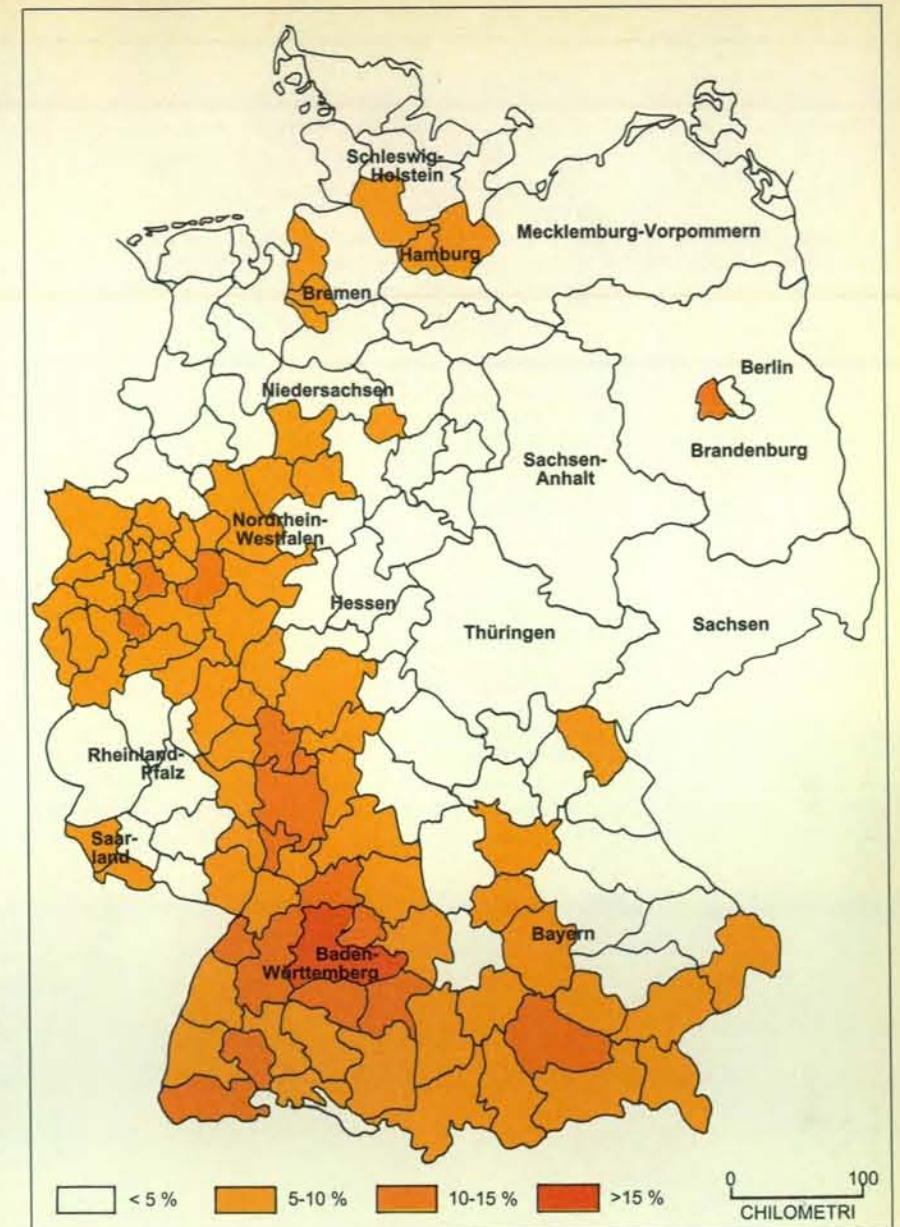 Schleswig-
Holstein
Mecklemburg-Vorpommern
Hamburg
Bremen
Berlin
Niedersachsen
Brandenburg
Sachsen-
Anhalt
Nordrhein-
Westfalen
Hessen
Thüringen
Sachsen
Rheinland-
Pfalz
Saar-
land
Bayern
Baden-
Württemberg
< 5 %
5-10 %
10-15 %
>15 %
0 100
CHILOMETRI